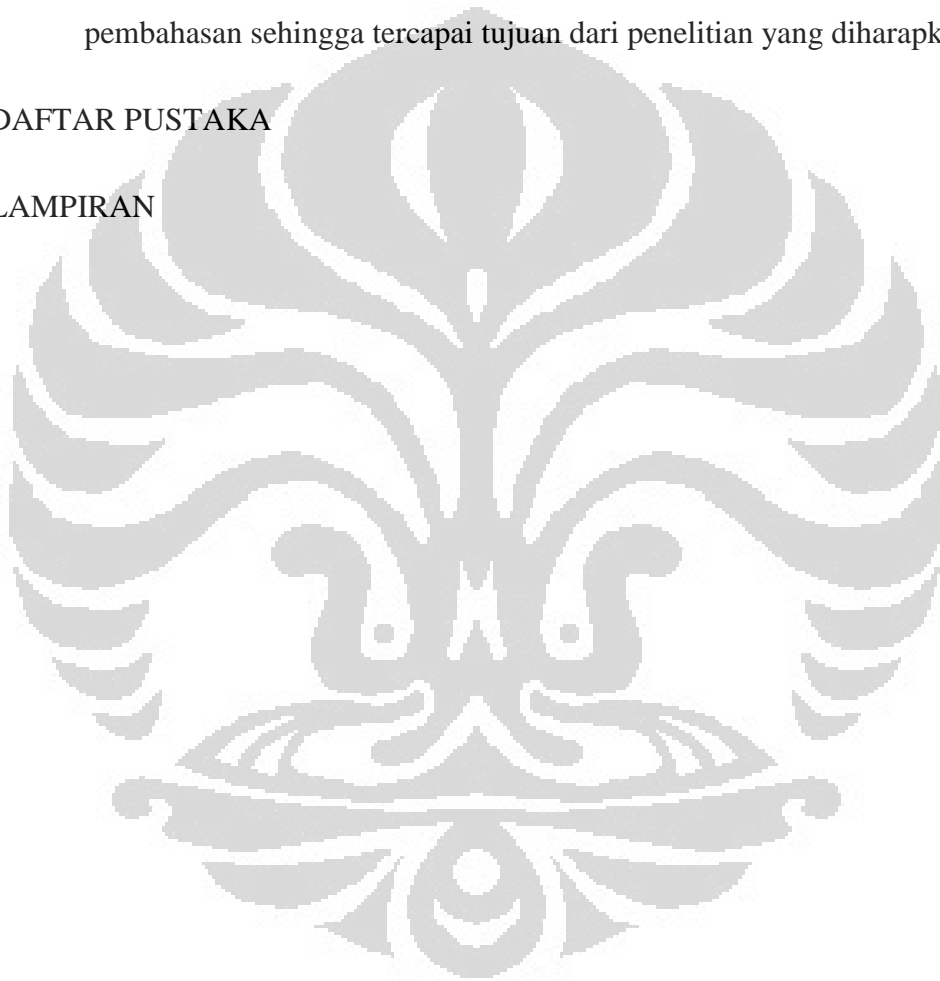 pembahasan sehingga tercapai tujuan dari penelitian yang diharapk
DAFTAR PUSTAKA
LAMPIRAN